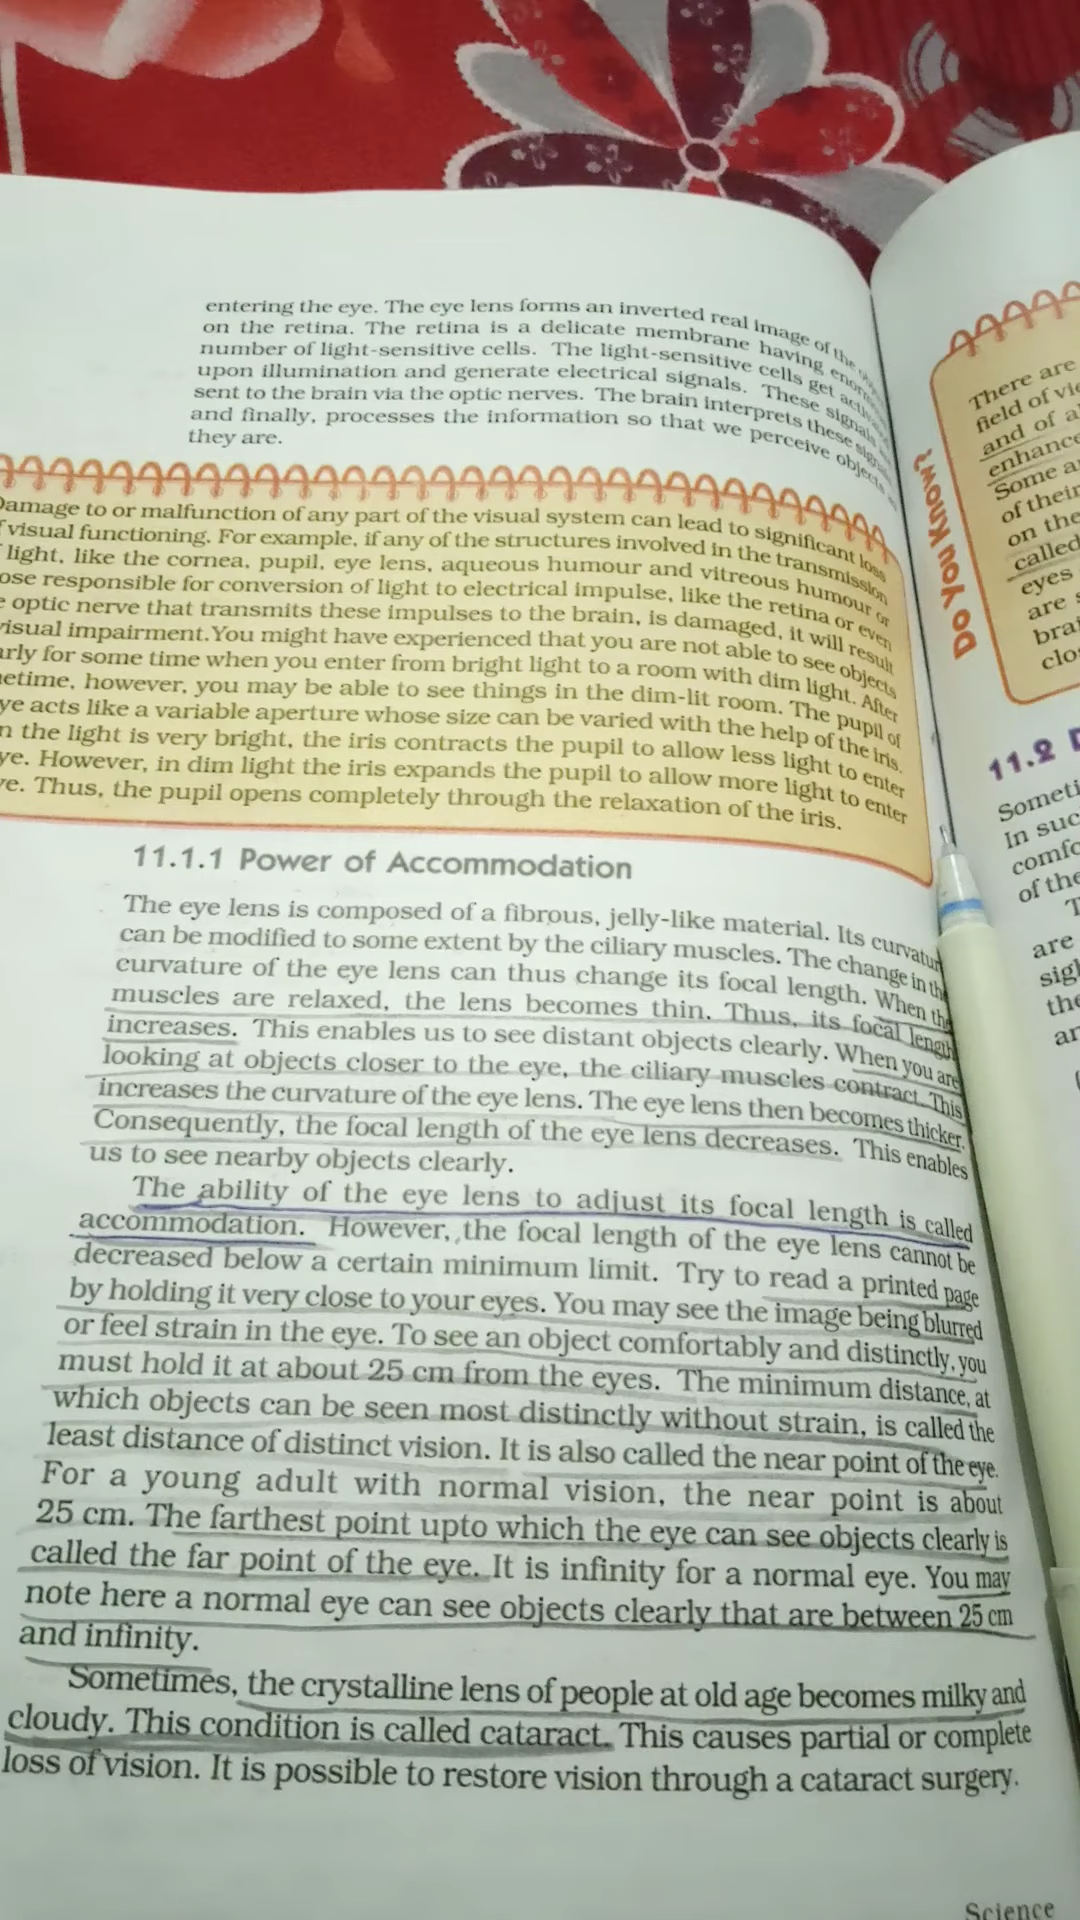 entering the eye. The eye lens forms an inverted real image of the
on the retina. The retina is a delicate membrane having
number of light-sensitive cells. The light-sensitive cells get
upon illumination and generate electrical signals. These signals
sent to the brain via the optic nerves. The brain interprets these
and finally, processes the information so that we perceive objects
they are.
Damage to or malfunction of any part of the visual system can lead to significant loss
visual functioning. For example, if any of the structures involved in the transmission
light, like the cornea, pupil, eye lens, aqueous humour and vitreous humour or
ose responsible for conversion of light to electrical impulse, like the retina or even
optic nerve that transmits these impulses to the brain, is damaged, it will result
visual impairment.You might have experienced that you are not able to see objects
arly for some time when you enter from bright light to a room with dim light. After
etime, however, you may be able to see things in the dim-lit room. The pupil of
ye acts like a variable aperture whose size can be varied with the help of the iris.
n the light is very bright, the iris contracts the pupil to allow less light to enter
ye. However, in dim light the iris expands the pupil to allow more light to enter
ve. Thus, the pupil opens completely through the relaxation of the iris.
11.1.1 Power of Accommodation
The eye lens is composed of a fibrous, jelly-like material. Its curvatur
can be modified to some extent by the ciliary muscles. The change in the
curvature of the eye lens can thus change its focal length. When the
muscles are relaxed, the lens becomes thin. Thus, its focal length
increases. This enables us to see distant objects clearly. When you are
looking at objects closer to the eye, the ciliary muscles contract. This
increases the curvature of the eye lens. The eye lens then becomes thicker.
Consequently, the focal length of the eye lens decreases. This enables
us to see nearby objects clearly.
The ability of the eye lens to adjust its focal length is called
accommodation. However, the focal length of the eye lens cannot be
decreased below a certain minimum limit. Try to read a printed page
by holding it very close to your eyes. You may see the image being blurred
or feel strain in the eye. To see an object comfortably and distinctly, you
must hold it at about 25 cm from the eyes. The minimum distance, at
which objects can be seen most distinctly without strain, is called the
least distance of distinct vision. It is also called the near point of the eye.
For a young adult with normal vision, the near point is about
25 cm. The farthest point upto which the eye can see objects clearly is
called the far point of the eye. It is infinity for a normal eye. You may
note here a normal eye can see objects clearly that are between 25 cm
and infinity.
Sometimes, the crystalline lens of people at old age becomes milky and
cloudy. This condition is called cataract. This causes partial or complete
loss of vision. It is possible to restore vision through a cataract surgery.
Science
Do You Know?
There are
field of vi
and of a
enhance
Some a
of their
on the
called
eyes
are s
brai
clo
11.2 D
Someti
In suc
comfo
of the
T
are
sigh
the
an